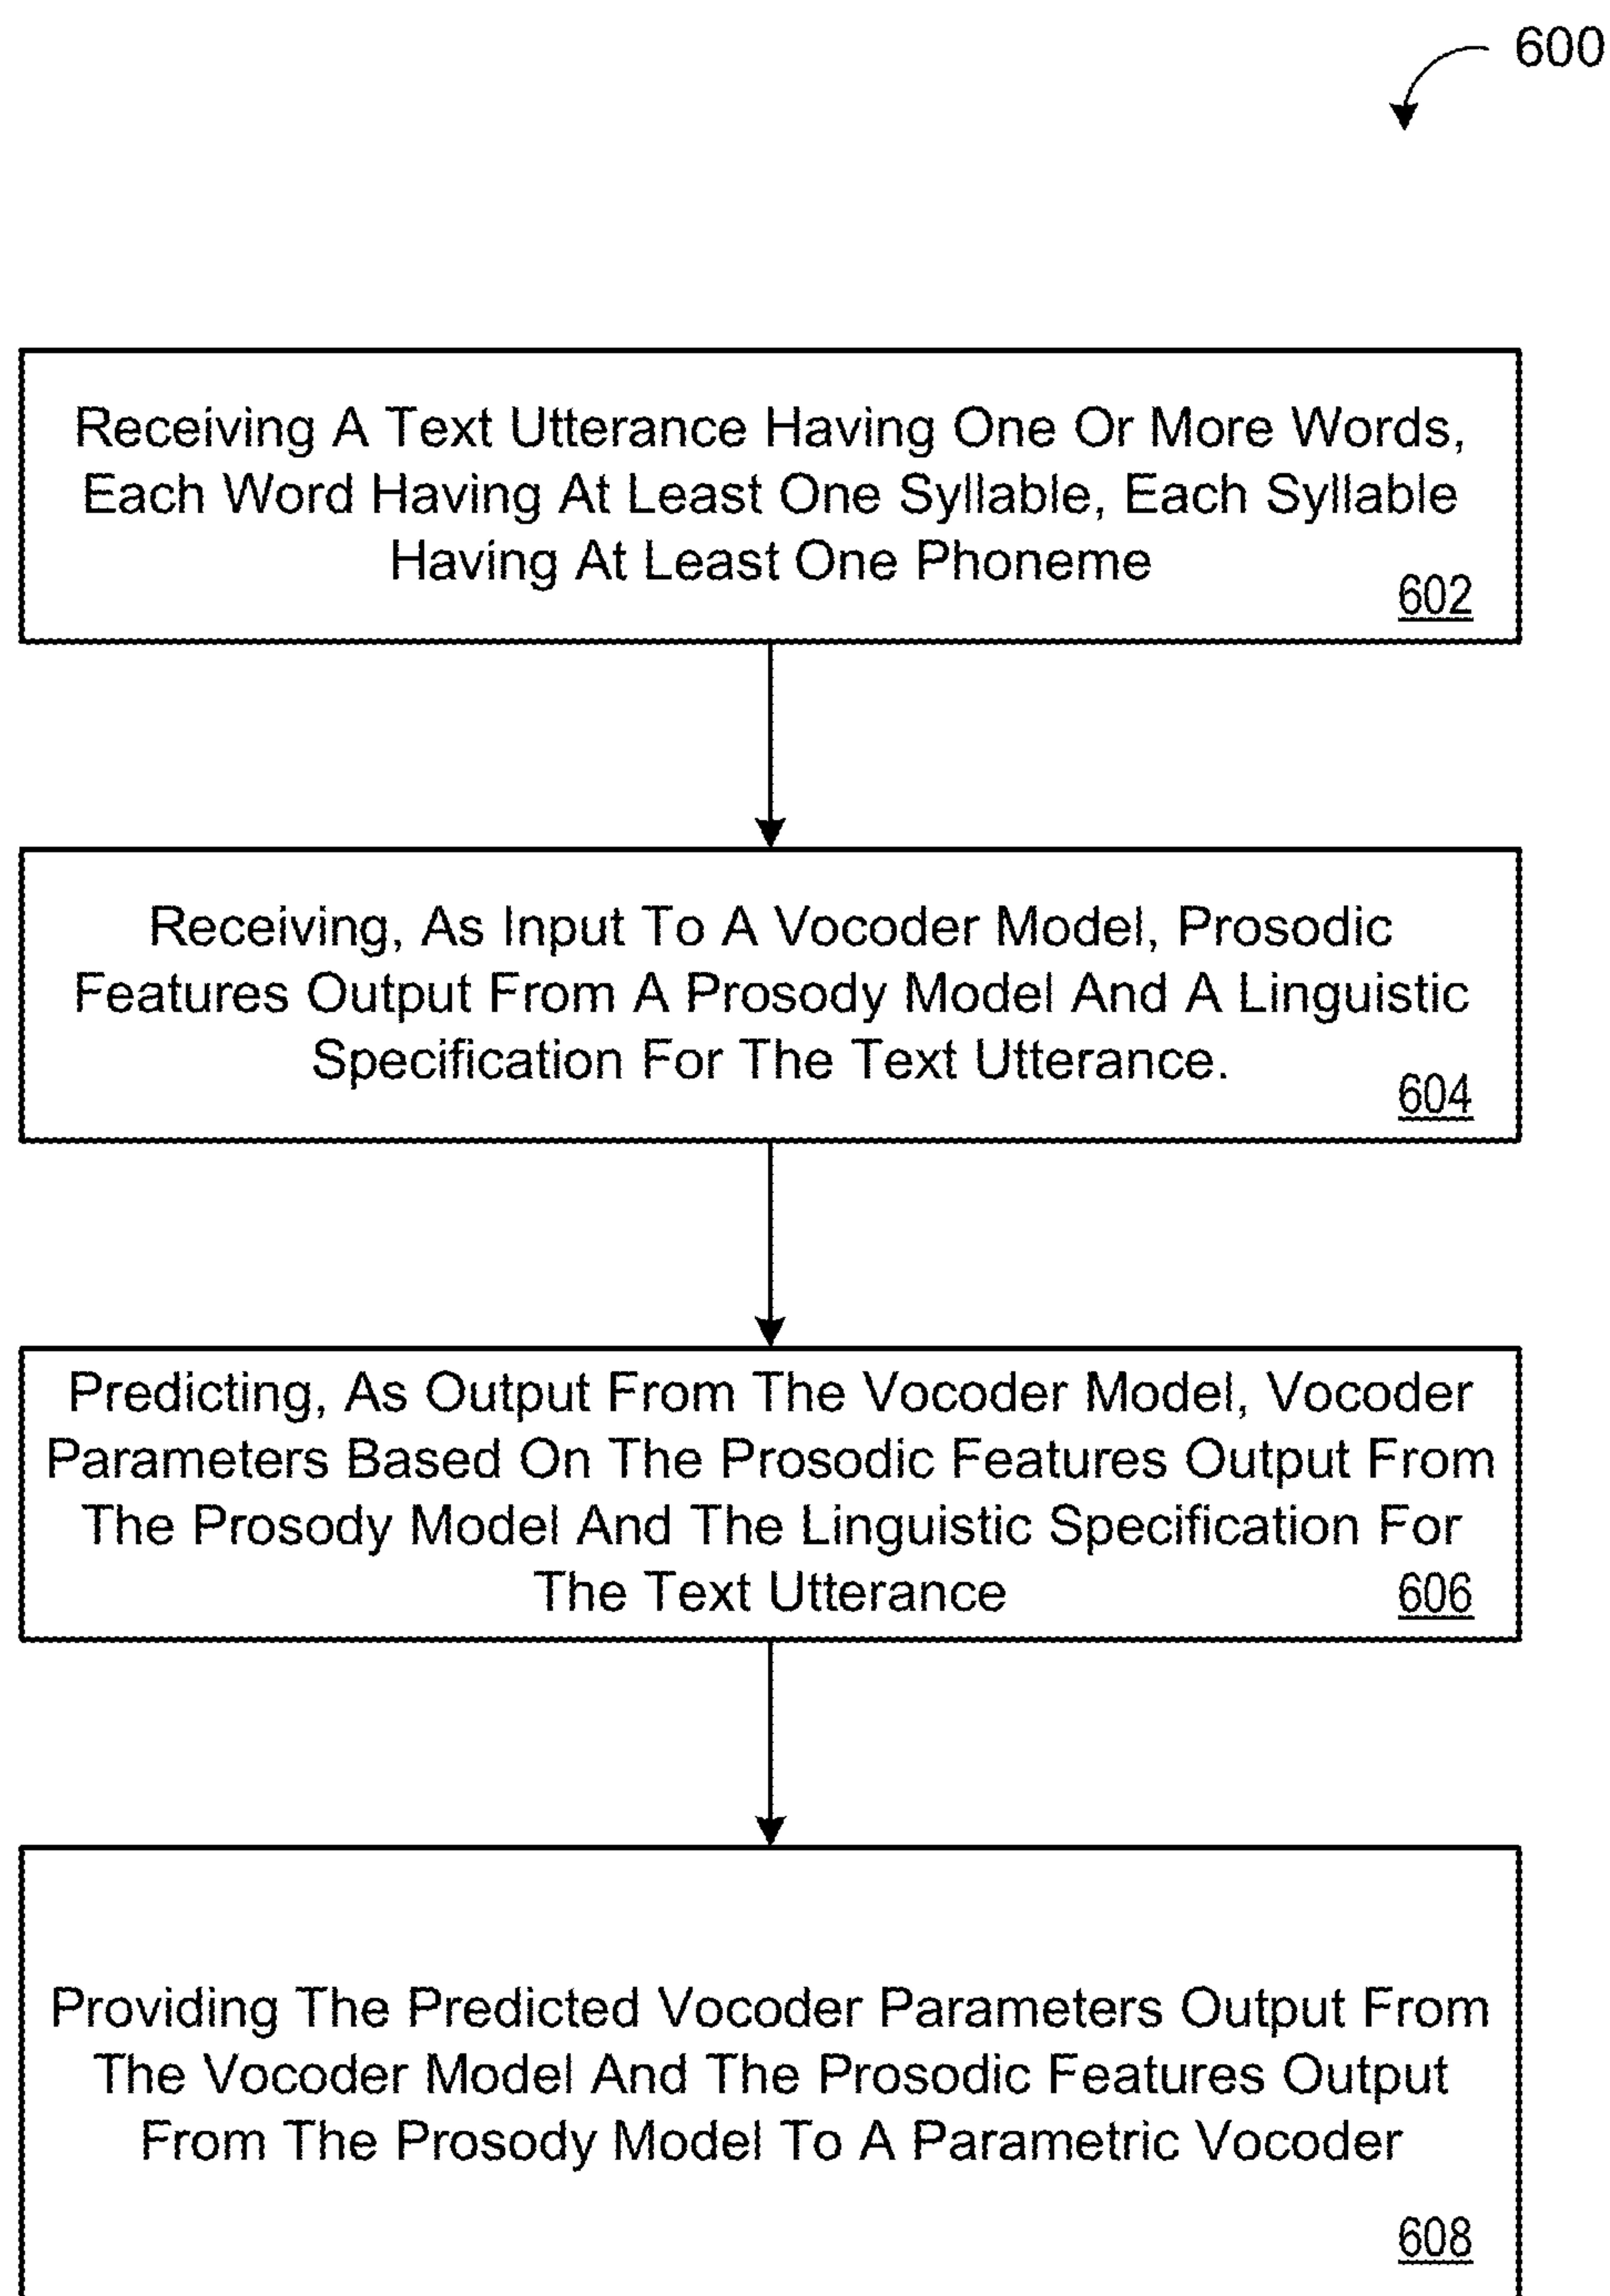 600
Receiving A Text Utterance Having One Or More Words,
Each Word Having At Least One Syllable, Each Syllable
Having At Least One Phoneme
602
Receiving, As Input To A Vocoder Model, Prosodic
Features Output From A Prosody Model And A Linguistic
Specification For The Text Utterance.
604
Predicting, As Output From The Vocoder Model, Vocoder
Parameters Based On The Prosodic Features Output From
The Prosody Model And The Linguistic Specification For
The Text Utterance
606
Providing The Predicted Vocoder Parameters Output From
The Vocoder Model And The Prosodic Features Output
From The Prosody Model To A Parametric Vocoder
608